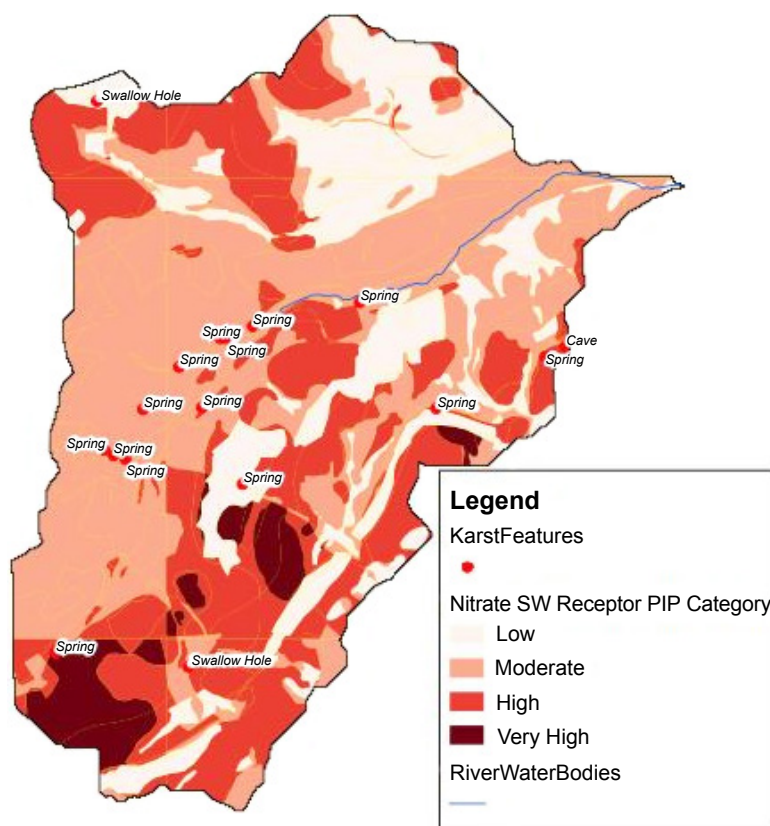 Swallow Hole
Spring
Spring
Spring
Spring
Cave
Spring
Spring
Spring
Spring
Spring
Spring
Spring
Spring
Spring
Spring
Swallow Hole
Legend
KarstFeatures
Nitrate SW Receptor PIP Category
Low
Moderate
High
Very High
RiverWaterBodies